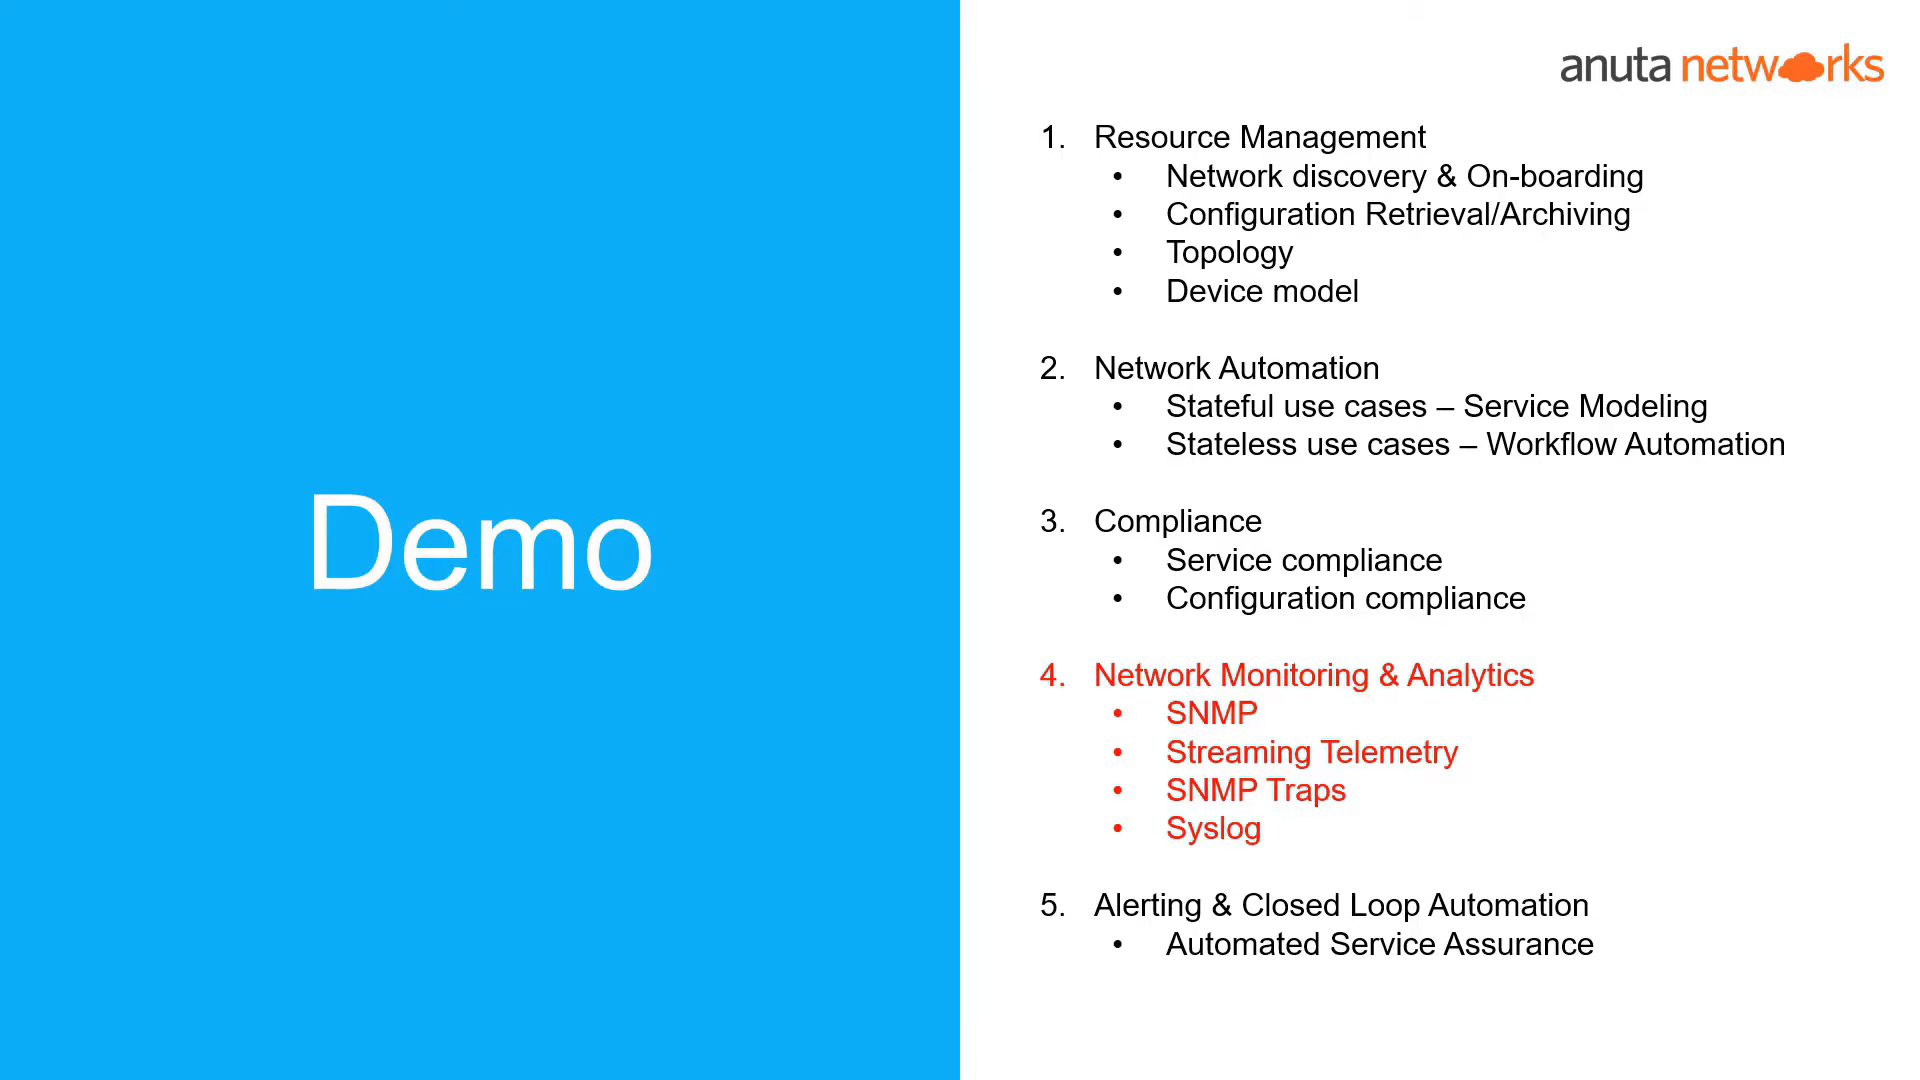 anuta networks
Demo
1. Resource Management
• Network discovery & On-boarding
• Configuration Retrieval/Archiving
• Topology
• Device model
2. Network Automation
• Stateful use cases – Service Modeling
• Stateless use cases – Workflow Automation
3. Compliance
• Service compliance
• Configuration compliance
4. Network Monitoring & Analytics
• SNMP
• Streaming Telemetry
• SNMP Traps
• Syslog
5. Alerting & Closed Loop Automation
• Automated Service Assurance